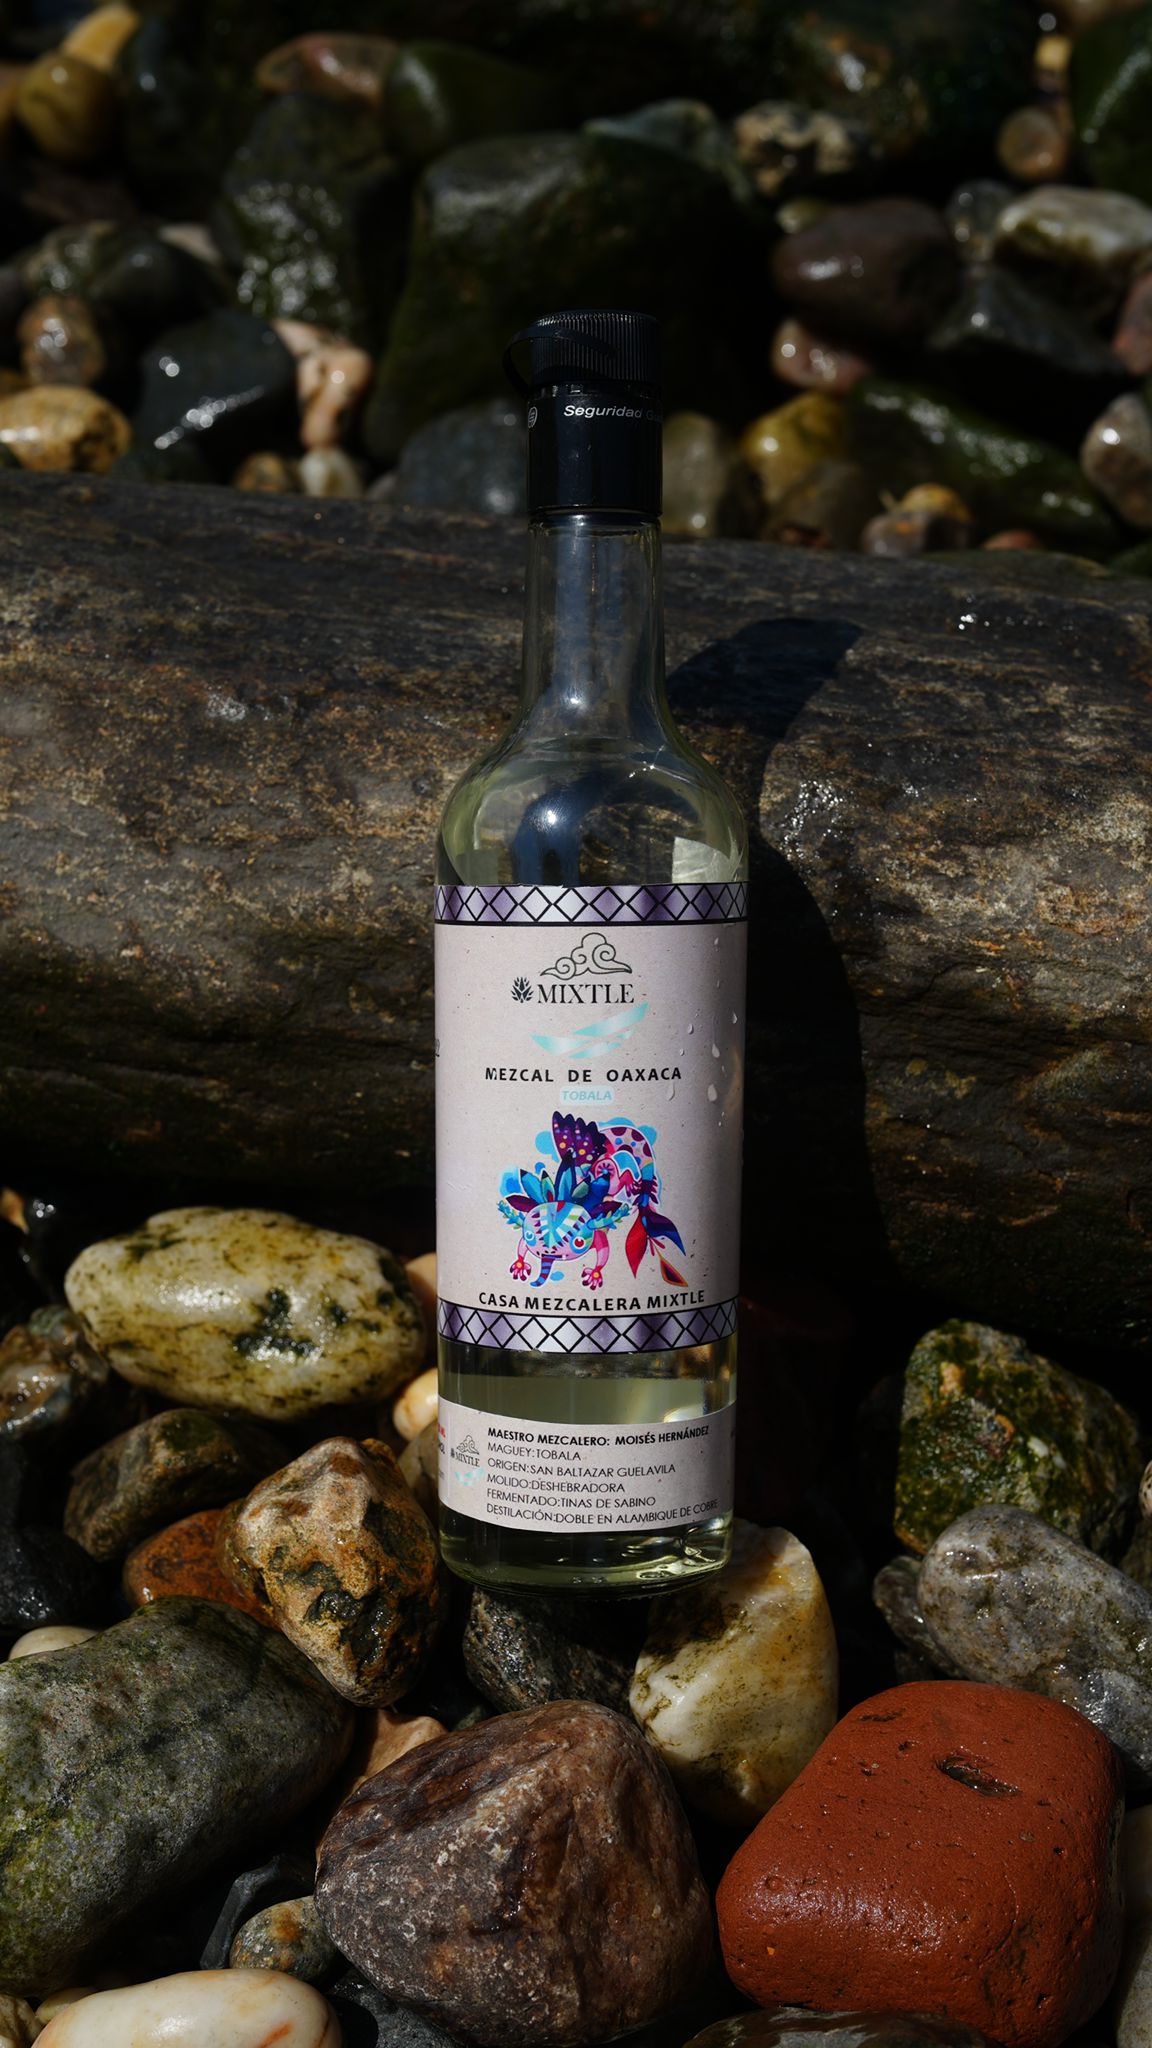 Seguridad
MIXTLE
MEZCAL DE OAXACA
TOBALA
CASA MEZCALERA MIXTLE
MAESTRO MEZCALERO: MOISÉS HERNÁNDEZ
MAGUEY:TOBALA
ORIGEN:SAN BALTAZAR GUELAVILA
MIXTLE
MOLIDO:DESHEBRADORA
FERMENTADO:TINAS DE SABINO
DESTILACIÓN:DOBLE EN ALAMBIQUE DE COBRE